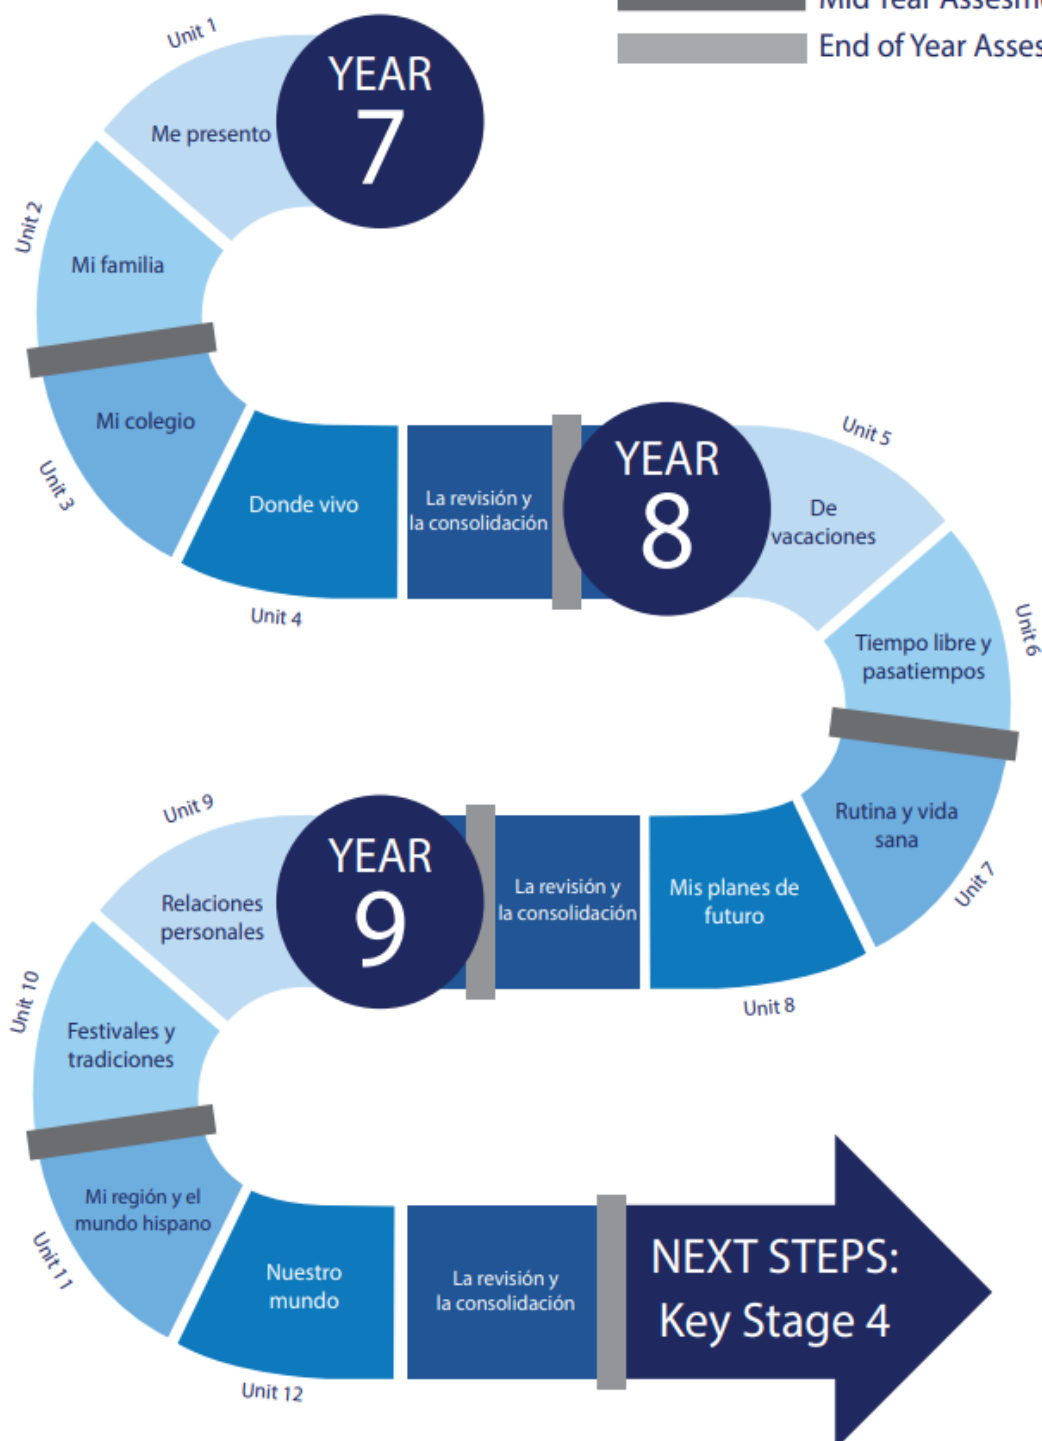 Mid Year
End of Year
Unit 1
YEAR
7
Me presento
Unit 2
Mi familia
Mi colegio
Unit 3
Donde vivo
Unit 4
La revisión y
la consolidación
YEAR
8
Unit 5
De
vacaciones
Unit 6
Tiempo libre y
pasatiempos
Rutina y vida
sana
Unit 7
Mis planes de
futuro
Unit 8
La revisión y
la consolidación
YEAR
9
Unit 9
Relaciones
personales
Unit 10
Festivales y
tradiciones
Mi región y el
mundo hispano
Unit 11
Nuestro
mundo
Unit 12
La revisión y
la consolidación
NEXT STEPS:
Key Stage 4